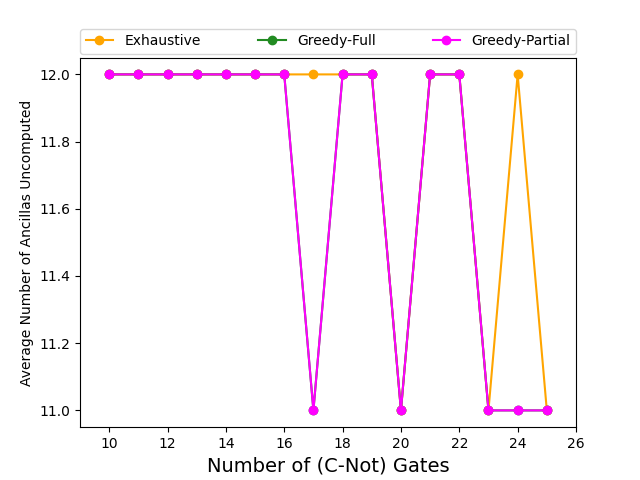 Exhaustive Greedy-Full Greedy-Partial
12.0
11.8
11.6
11.4
11.2
11.0
Average Number of Ancillas Uncomputed
10 12 14 16 18 20 22 24 26
Number of (C-Not) Gates